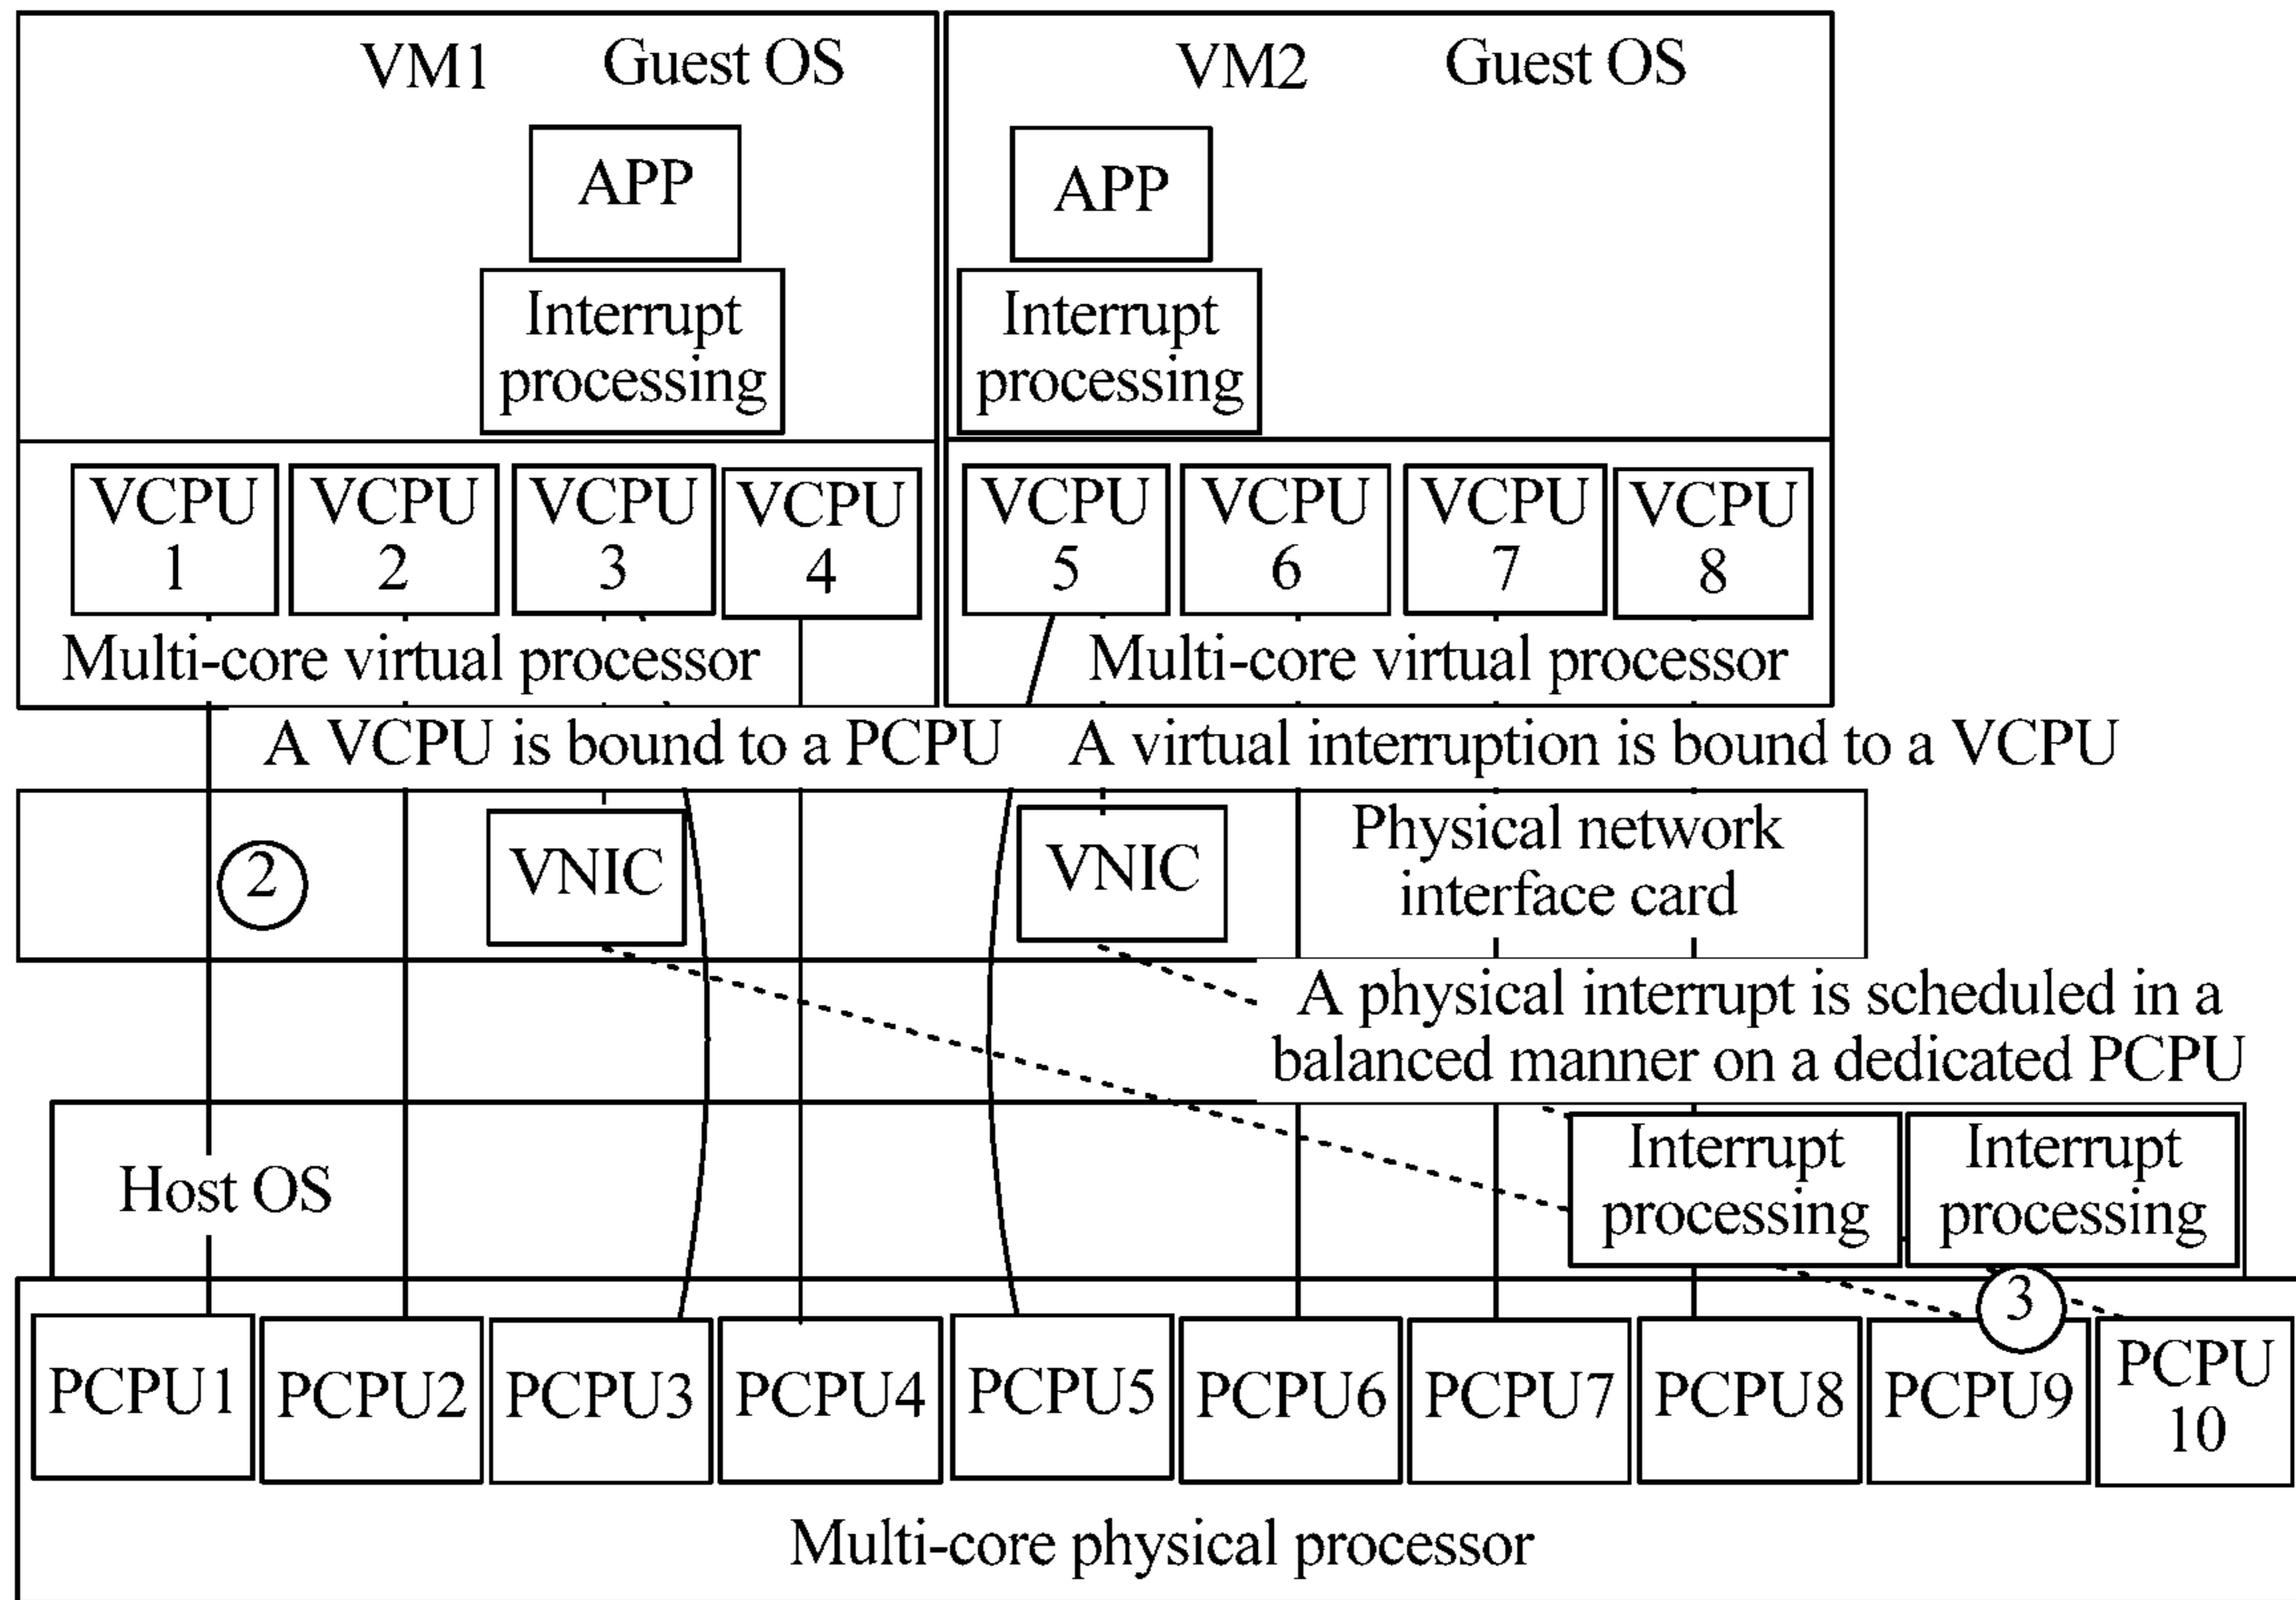 VM1 Guest OS
VM2 Guest OS
APP
APP
Interrupt
processing
Interrupt
processing
VCPU
1
VCPU
2
VCPU
3
VCPU
4
VCPU
5
VCPU
6
VCPU
7
VCPU
8
Multi-core virtual processor
Multi-core virtual processor
A VCPU is bound to a PCPU
A virtual interruption is bound to a VCPU
2
VNIC
VNIC
Physical network
interface card
A physical interrupt is scheduled in a
balanced manner on a dedicated PCPU
Host OS
Interrupt
processing
Interrupt
processing
3
PCPU1
PCPU2
PCPU3
PCPU4
PCPU5
PCPU6
PCPU7
PCPU8
PCPU9
PCPU
10
Multi-core physical processor